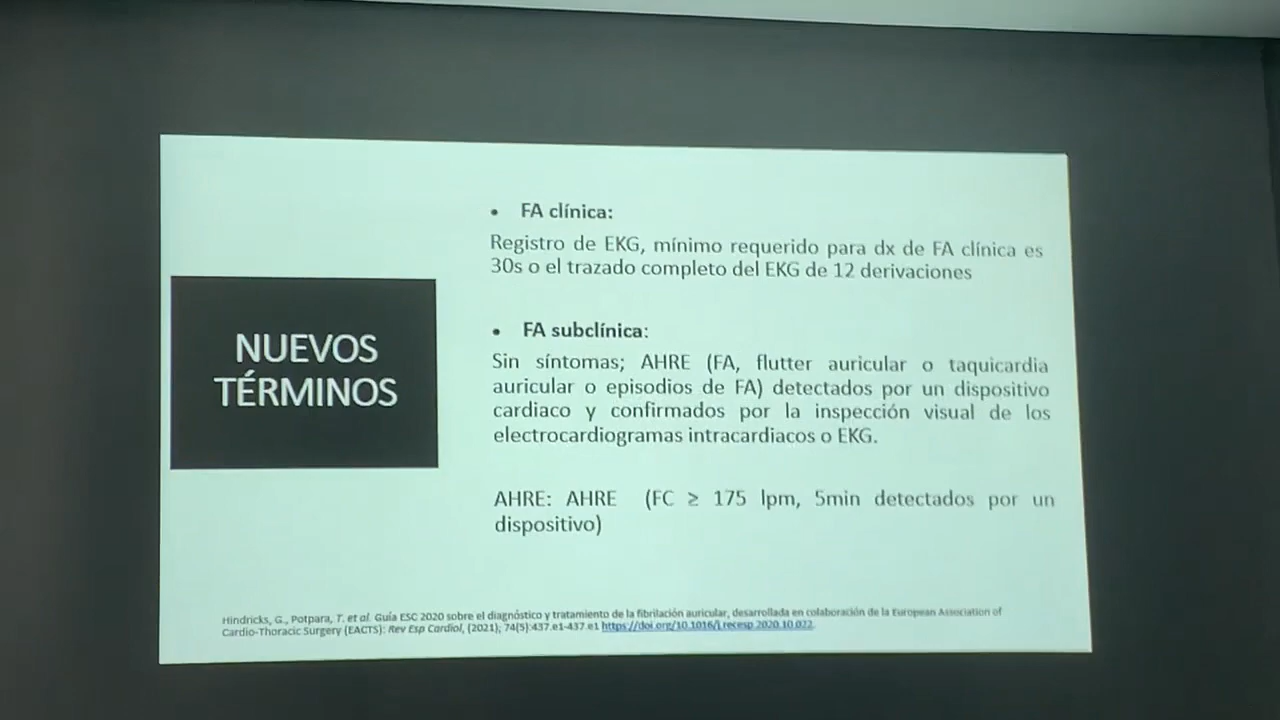 NUEVOS
TÉRMINOS
• FA clínica:
Registro de EKG, mínimo requerido para dx de FA clínica es
30s o el trazado completo del EKG de 12 derivaciones
• FA subclínica:
Sin síntomas; AHRE (FA, flutter auricular o taquicardia
auricular o episodios de FA) detectados por un dispositivo
cardiaco y confirmados por la inspección visual de los
electrocardiogramas intracardiacos o EKG.
AHRE: AHRE (FC ≥ 175 lpm, 5min detectados por un
dispositivo)
Hindricks, G., Potpara, T. et al. Guía ESC 2020 sobre el diagnóstico y tratamiento de la fibrilación auricular, desarrollada en colaboración de la European Association of
Cardio-Thoracic Surgery (EACTS): Rev Esp Cardiol, (2021); 74(5):437.e1-437.e1 https://doi.org/10.1016/j.recesp.2020.10.022.